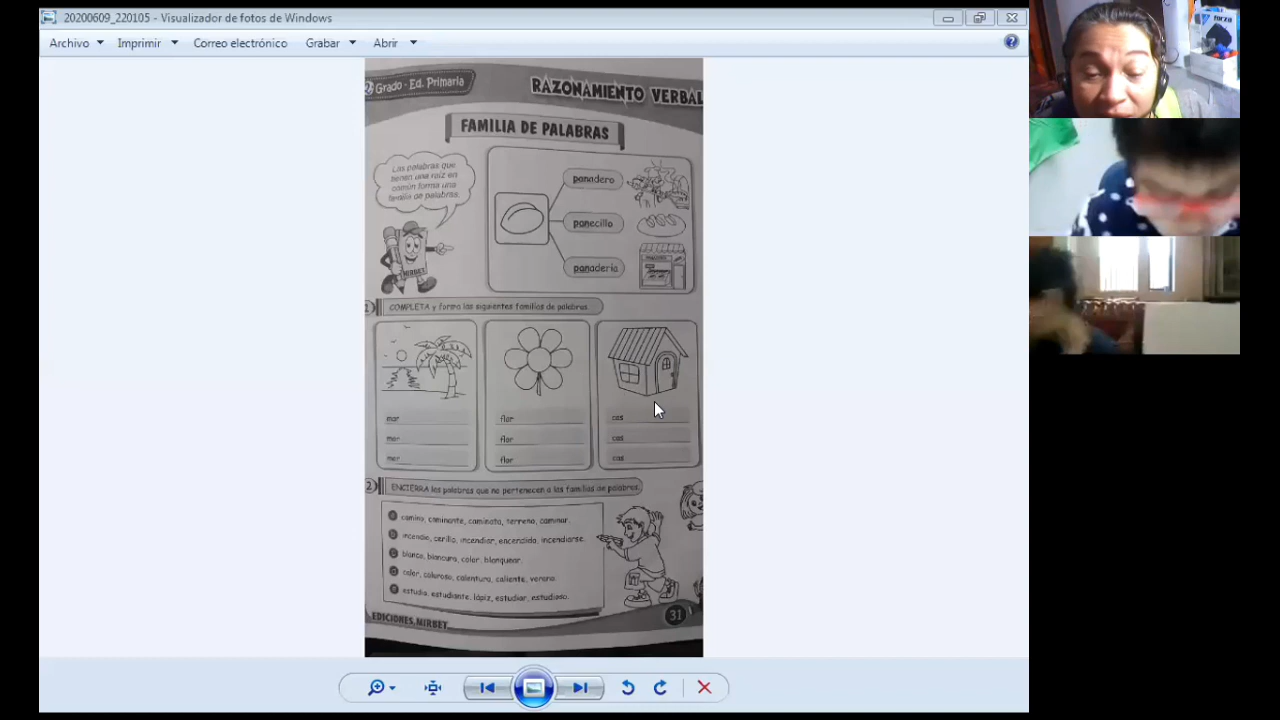 20200609_220105 - Visualizador de fotos de Windows
Archivo Imprimir Correo electrónico Grabar Abrir
2 Grado - Ed. Primaria
RAZONAMIENTO VERBAL
FAMILIA DE PALABRAS
Las palabras que
tienen una raíz en
común forma una
familia de palabras.
MIRBET
panadero
panecillo
panadería
1 COMPLETA y forma las siguientes familias de palabras.
mar
mar
mar
flor
flor
flor
cas
cas
cas
2 ENCIERRA las palabras que no pertenecen a las familias de palabras.
camino, caminante, caminata, terreno, caminar.
incendio, cerillo, incendiar, encendido, incendiarse.
blanco, blancura, color, blanquear.
calor, caluroso, calentura, caliente, verano.
estudio, estudiante, lápiz, estudiar, estudioso.
EDICIONES MIRBET
31